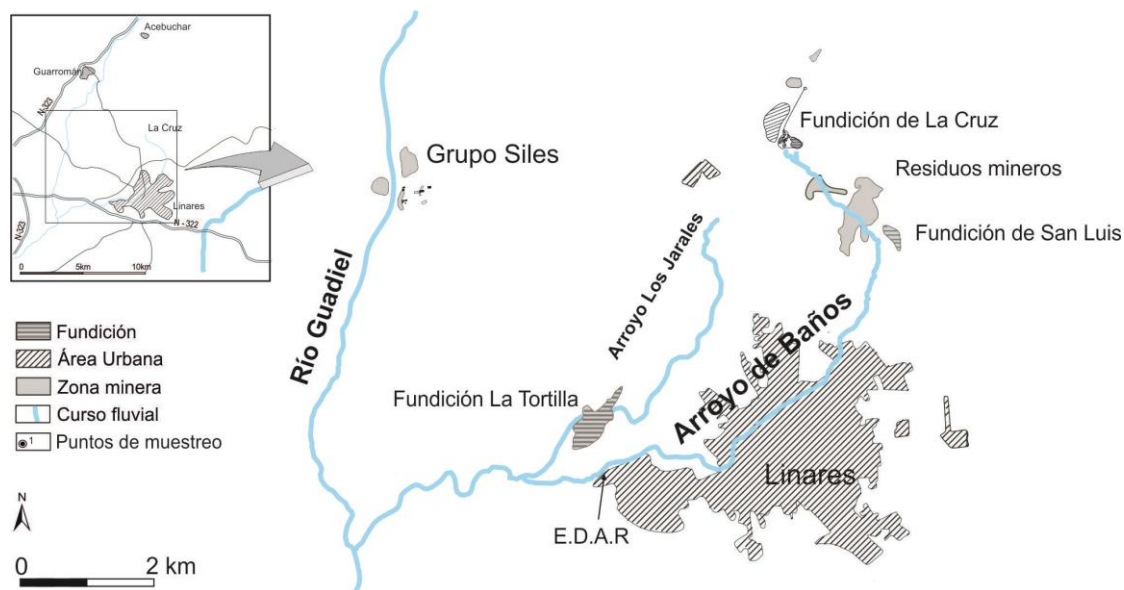 Acebuchar
Guarromán
N-323
La Cruz
Linares
N-323
N - 322
0 5km 10km
Fundición
Área Urbana
Zona minera
Curso fluvial
1 Puntos de muestreo
N
0 2 km
Río Guadiel
Grupo Siles
Arroyo Los Jarales
Fundición La Tortilla
Arroyo de Baños
E.D.A.R
Linares
Fundición de La Cruz
Residuos mineros
Fundición de San Luis